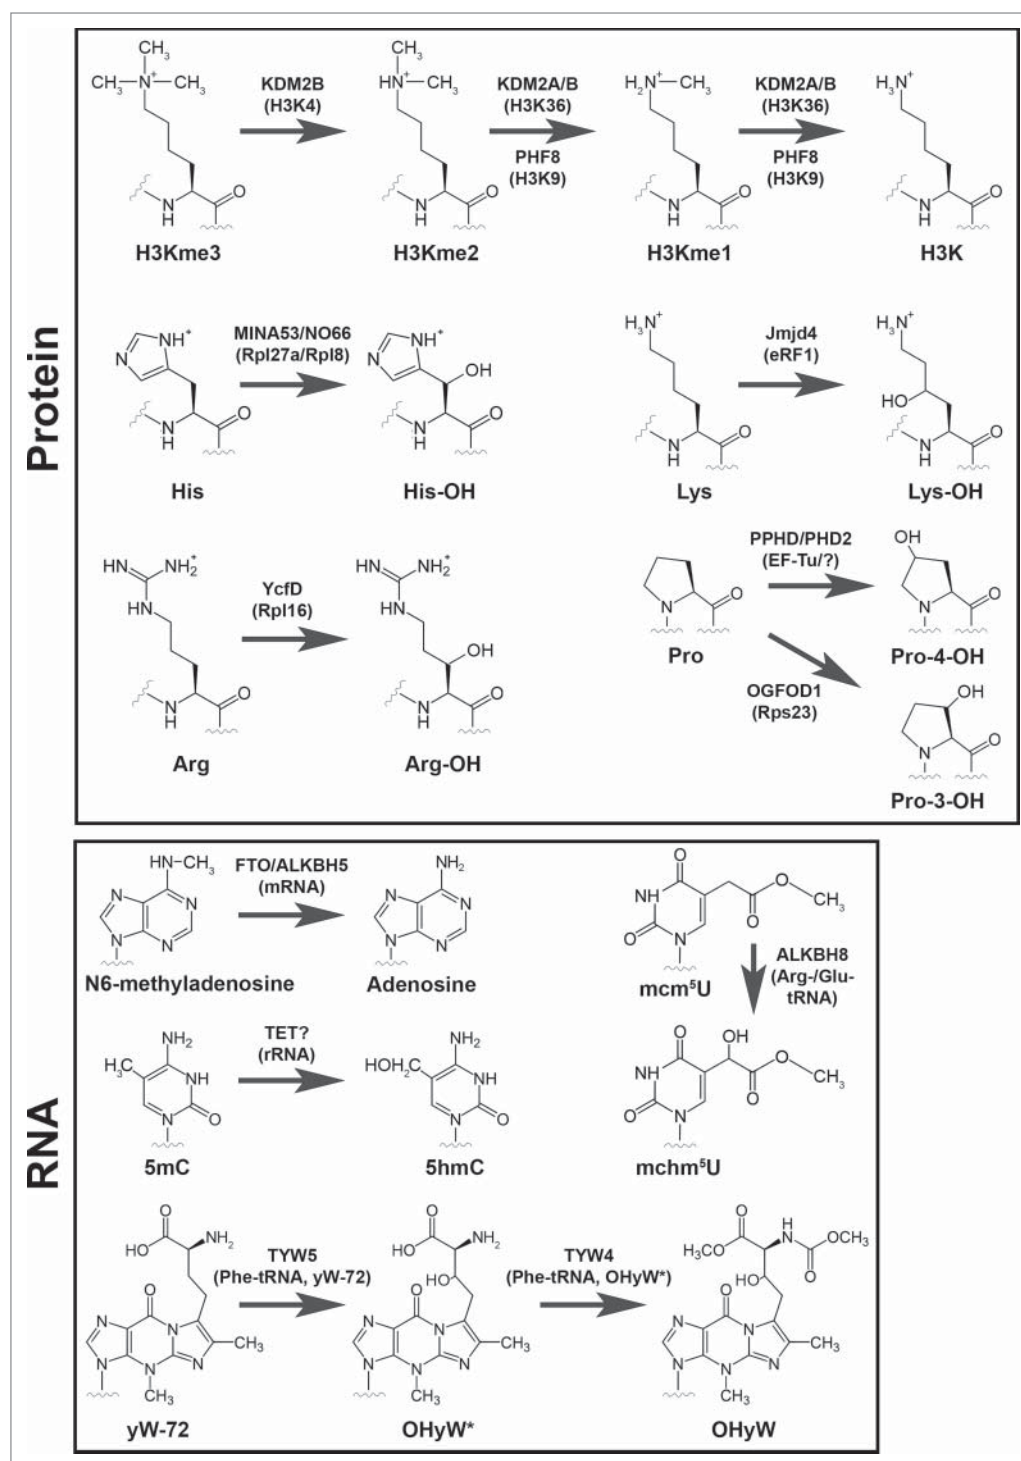 Protein
CH3
CH3 N+ CH3
KDM2B
(H3K4)
CH3
HN+ CH3
KDM2A/B
(H3K36)
PHF8
(H3K9)
H2N+ CH3
KDM2A/B
(H3K36)
PHF8
(H3K9)
H3N+
N
H
O
N
H
O
N
H
O
N
H
O
H3Kme3
H3Kme2
H3Kme1
H3K
N
NH+
MINA53/NO66
(Rpl27a/Rpl8)
N
NH+
OH
H3N+
Jmjd4
(eRF1)
H3N+
HO
N
H
O
N
H
O
N
H
O
N
H
O
His
His-OH
Lys
Lys-OH
HN
NH2+
HN
YcfD
(Rpl16)
HN
NH2+
HN
OH
N
H
O
N
H
O
Arg
Arg-OH
N
O
Pro
PPHD/PHD2
(EF-Tu/?)
OH
N
O
Pro-4-OH
OGFOD1
(Rps23)
OH
N
O
Pro-3-OH
RNA
HN-CH3
N
N
N
N
FTO/ALKBH5
(mRNA)
NH2
N
N
N
N
N6-methyladenosine
Adenosine
O
NH
O
N
O
O
CH3
mcm5U
ALKBH8
(Arg-/Glu-
tRNA)
NH2
H3C
NH
N
O
TET?
(rRNA)
NH2
HOH2C
NH
N
O
5mC
5hmC
O
OH
NH
O
N
O
O
CH3
mchm5U
O
HO
NH2
O
N
N
N
N
N
CH3
CH3
TYW5
(Phe-tRNA, yW-72)
O
HO
NH2
HO
O
N
N
N
N
N
CH3
CH3
TYW4
(Phe-tRNA, OHyW*)
O
H3CO
H
N
OCH3
O
HO
O
N
N
N
N
N
CH3
CH3
yW-72
OHyW*
OHyW